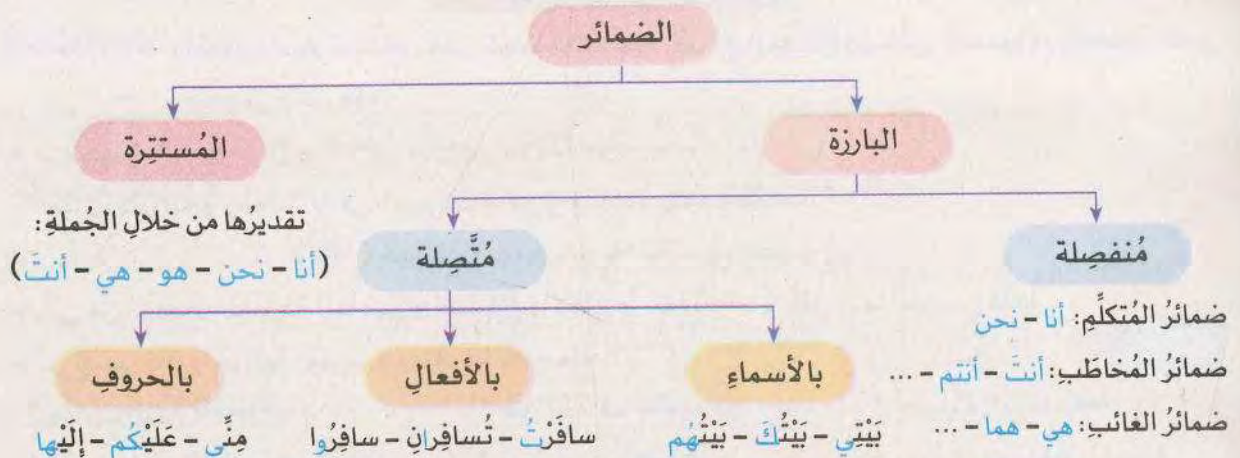 الضمائر
البارزة
المُستتِرة
مُنفصِلة
ضمائرُ المُتكلِّمِ: أنا – نحن
ضمائرُ المُخاطَبِ: أنتَ – أنتم – ...
ضمائرُ الغائبِ: هي – هما – ...
مُتَّصِلة
بالأسماءِ
بَيْتِي – بَيْتُكَ – بَيْتُهُم
بالأفعالِ
سافَرْتُ – تُسافِرانِ – سافِرُوا
بالحروفِ
مِنِّي – عَلَيْكُم – إِلَيْها
تقديرُها من خلالِ الجُملةِ:
(أنا – نحن – هو – هي – أنتَ)